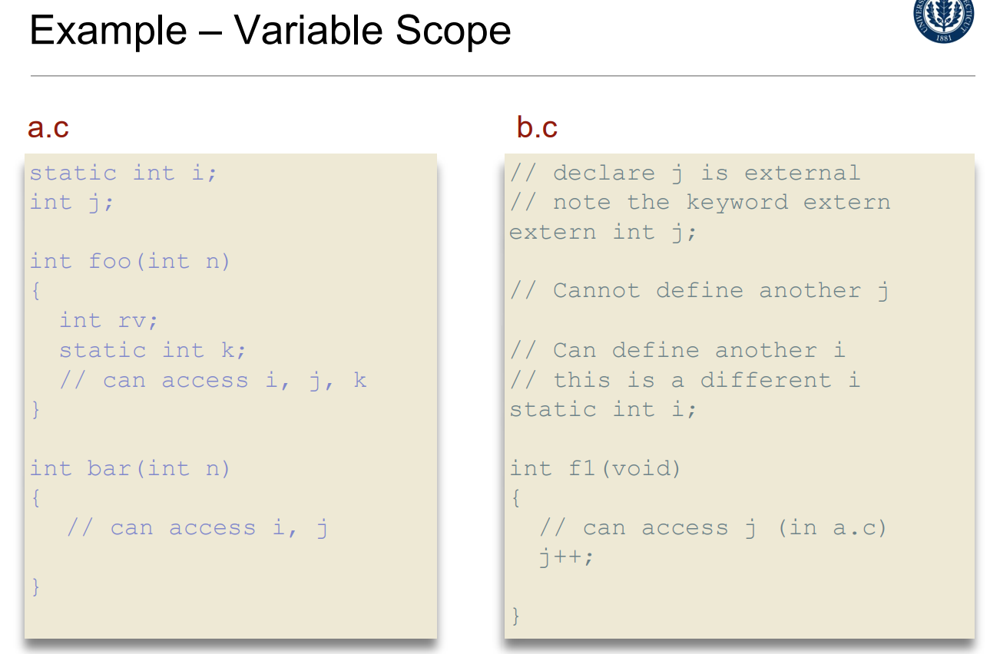 Example – Variable Scope
1881
a.c
static int i;
int j;
int foo(int n)
{
int rv;
static int k;
// can access i, j, k
}
int bar(int n)
{
// can access i, j
}
b.c
// declare j is external
// note the keyword extern
extern int j;
// Cannot define another j
// Can define another i
// this is a different i
static int i;
int f1(void)
{
// can access j (in a.c)
j++;
}